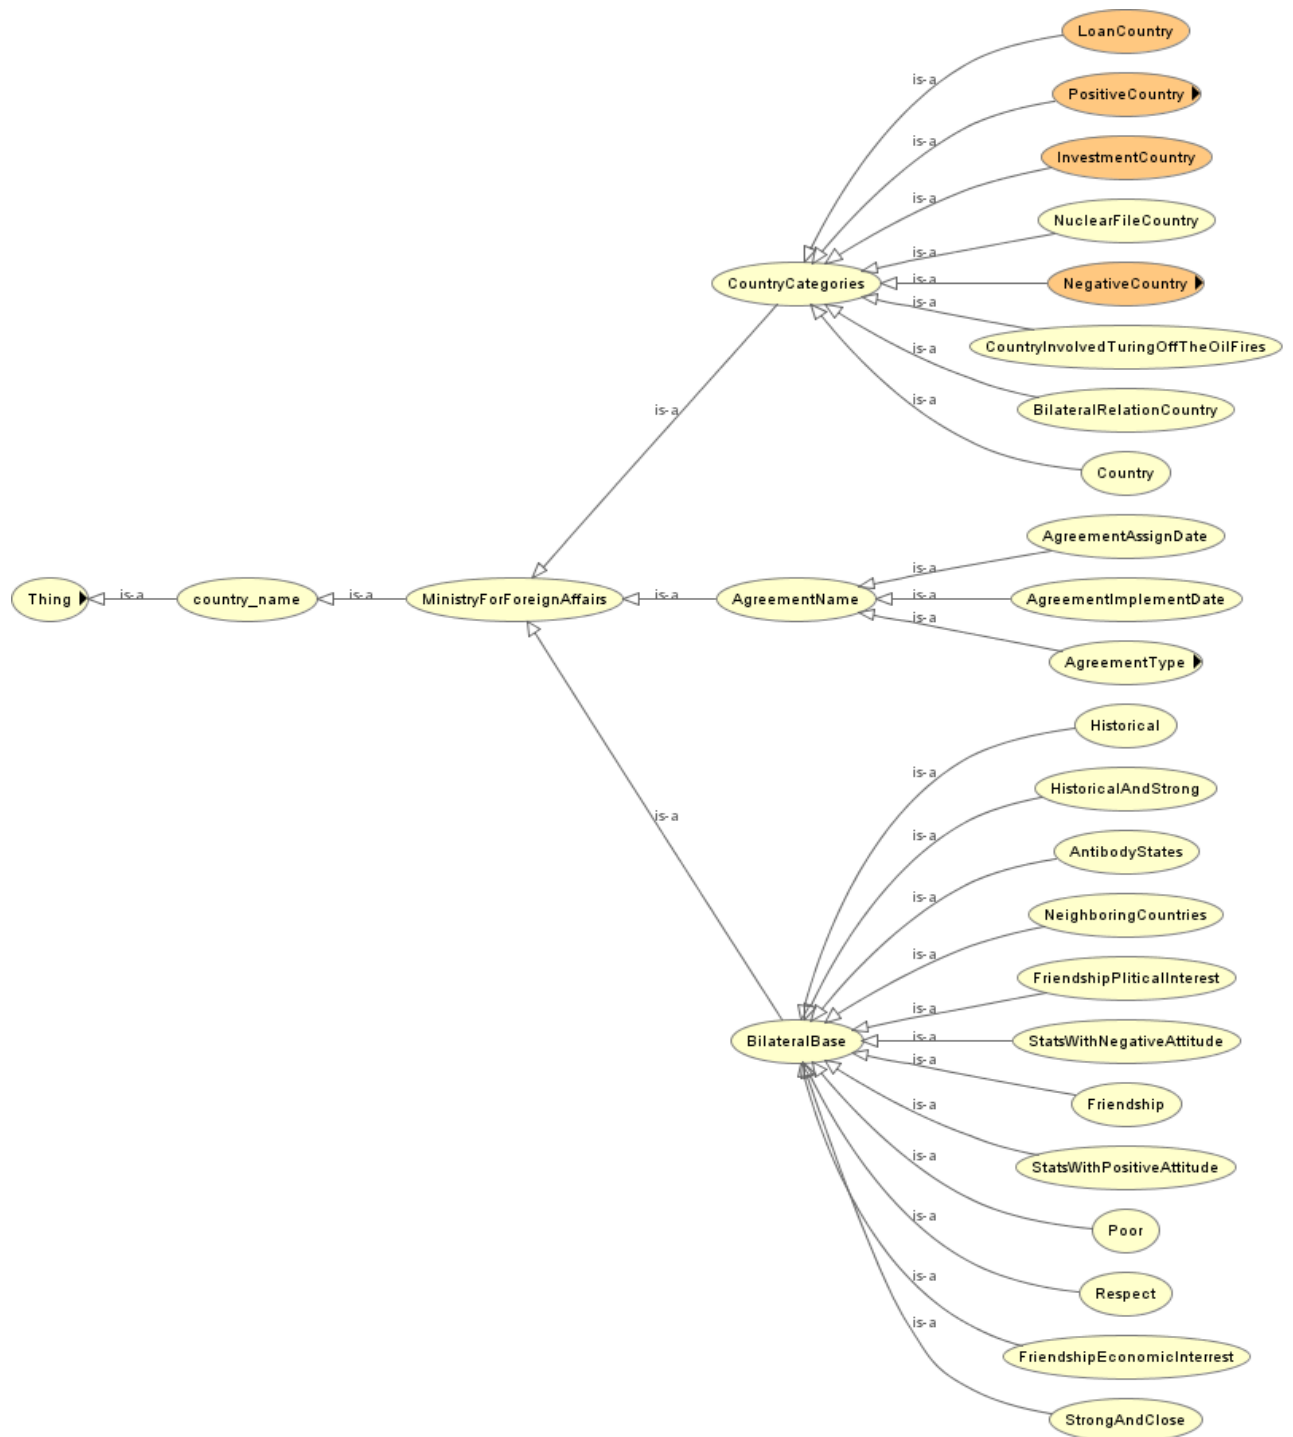 LoanCountry
is-a
PositiveCountry
is-a
InvestmentCountry
is-a
NuclearFileCountry
is-a
CountryCategories
is-a
NegativeCountry
is-a
CountryInvolvedTuringOffTheOilFires
is-a
BilateralRelationCountry
is-a
is-a
Country
AgreementAssignDate
is-a
Thing
is-a
country_name
is-a
MinistryForForeignAffairs
is-a
AgreementName
is-a
AgreementImplementDate
is-a
AgreementType
Historical
is-a
HistoricalAndStrong
is-a
is-a
AntibodyStates
is-a
NeighboringCountries
is-a
FriendshipPliticalInterest
is-a
BilateralBase
is-a
StatsWithNegativeAttitude
is-a
Friendship
is-a
StatsWithPositiveAttitude
is-a
Poor
is-a
Respect
is-a
FriendshipEconomicInterrest
is-a
StrongAndClose